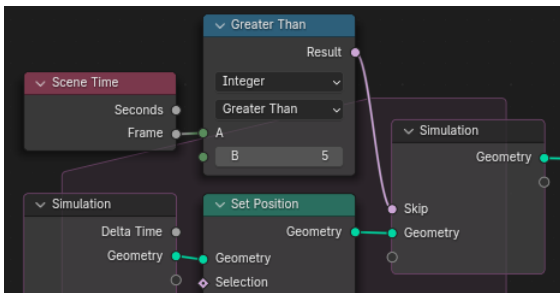 Greater Than
Result
Integer
Greater Than
A
B 5
Scene Time
Seconds
Frame
Simulation
Geometry
Skip
Geometry
Simulation
Delta Time
Geometry
Set Position
Geometry
Geometry
Selection